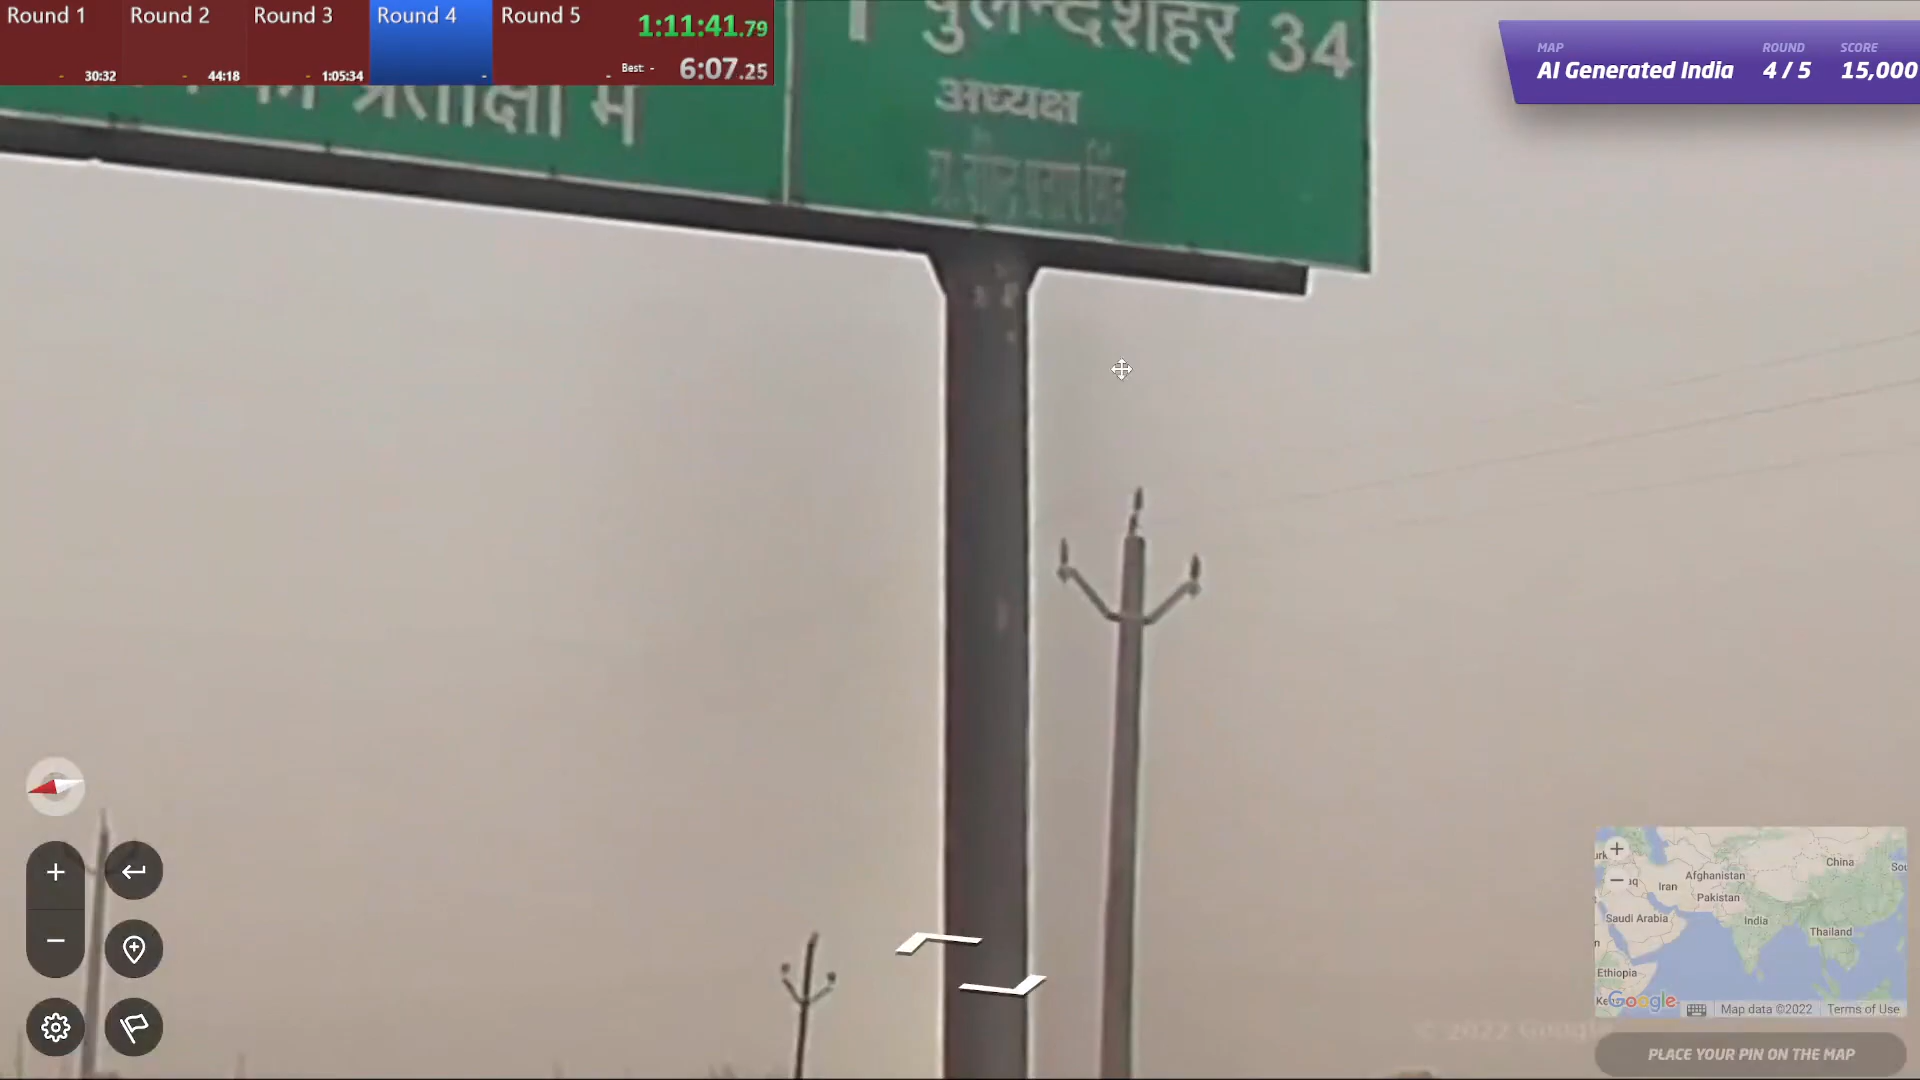 Round 1
30:32
Round 2
44:18
Round 3
1:05:34
Round 4
-
Round 5
-
1:11:41.79
Best: -
6:07.25
MAP
AI Generated India
ROUND
4 / 5
SCORE
15,000
बुलन्दशहर 34
अध्यक्ष
की प्रतीक्षा में
China
Afghanistan
Iran
Pakistan
Saudi Arabia
India
Thailand
Ethiopia
Google
Map data ©2022
Terms of Use
© 2022 Google
PLACE YOUR PIN ON THE MAP